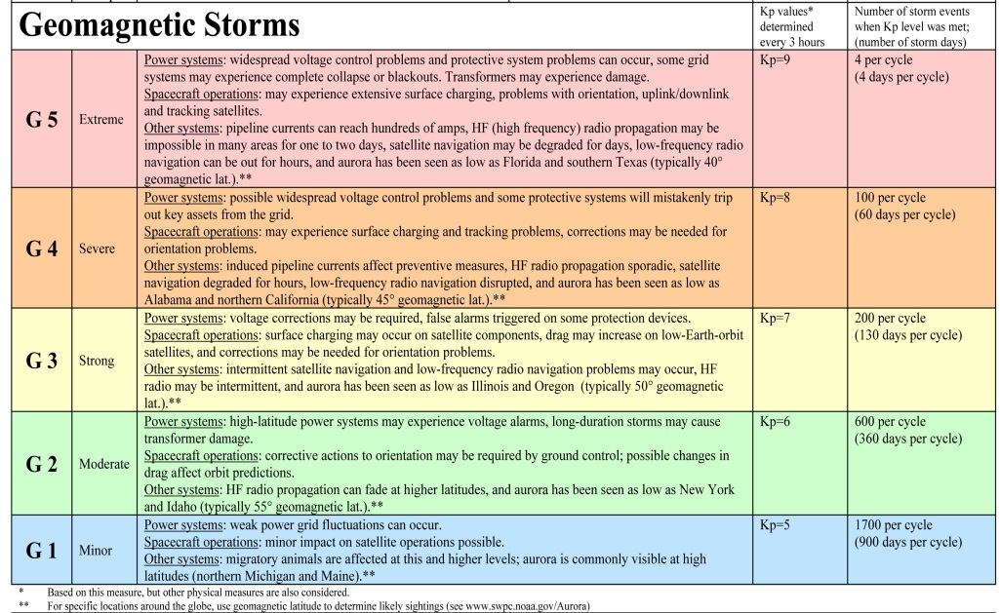 Geomagnetic Storms
Kp values*
determined
every 3 hours
Number of storm events
when Kp level was met;
(number of storm days)
G 5
Extreme
Power systems: widespread voltage control problems and protective system problems can occur, some grid
systems may experience complete collapse or blackouts. Transformers may experience damage.
Spacecraft operations: may experience extensive surface charging, problems with orientation, uplink/downlink
and tracking satellites.
Other systems: pipeline currents can reach hundreds of amps, HF (high frequency) radio propagation may be
impossible in many areas for one to two days, satellite navigation may be degraded for days, low-frequency radio
navigation can be out for hours, and aurora has been seen as low as Florida and southern Texas (typically 40°
geomagnetic lat.).**
Kp=9
4 per cycle
(4 days per cycle)
G 4
Severe
Power systems: possible widespread voltage control problems and some protective systems will mistakenly trip
out key assets from the grid.
Spacecraft operations: may experience surface charging and tracking problems, corrections may be needed for
orientation problems.
Other systems: induced pipeline currents affect preventive measures, HF radio propagation sporadic, satellite
navigation degraded for hours, low-frequency radio navigation disrupted, and aurora has been seen as low as
Alabama and northern California (typically 45° geomagnetic lat.).**
Kp=8
100 per cycle
(60 days per cycle)
G 3
Strong
Power systems: voltage corrections may be required, false alarms triggered on some protection devices.
Spacecraft operations: surface charging may occur on satellite components, drag may increase on low-Earth-orbit
satellites, and corrections may be needed for orientation problems.
Other systems: intermittent satellite navigation and low-frequency radio navigation problems may occur, HF
radio may be intermittent, and aurora has been seen as low as Illinois and Oregon (typically 50° geomagnetic
lat.).**
Kp=7
200 per cycle
(130 days per cycle)
G 2
Moderate
Power systems: high-latitude power systems may experience voltage alarms, long-duration storms may cause
transformer damage.
Spacecraft operations: corrective actions to orientation may be required by ground control; possible changes in
drag affect orbit predictions.
Other systems: HF radio propagation can fade at higher latitudes, and aurora has been seen as low as New York
and Idaho (typically 55° geomagnetic lat.).**
Kp=6
600 per cycle
(360 days per cycle)
G 1
Minor
Power systems: weak power grid fluctuations can occur.
Spacecraft operations: minor impact on satellite operations possible.
Other systems: migratory animals are affected at this and higher levels; aurora is commonly visible at high
latitudes (northern Michigan and Maine).**
Kp=5
1700 per cycle
(900 days per cycle)
* Based on this measure, but other physical measures are also considered.
** For specific locations around the globe, use geomagnetic latitude to determine likely sightings (see www.swpc.noaa.gov/Aurora)